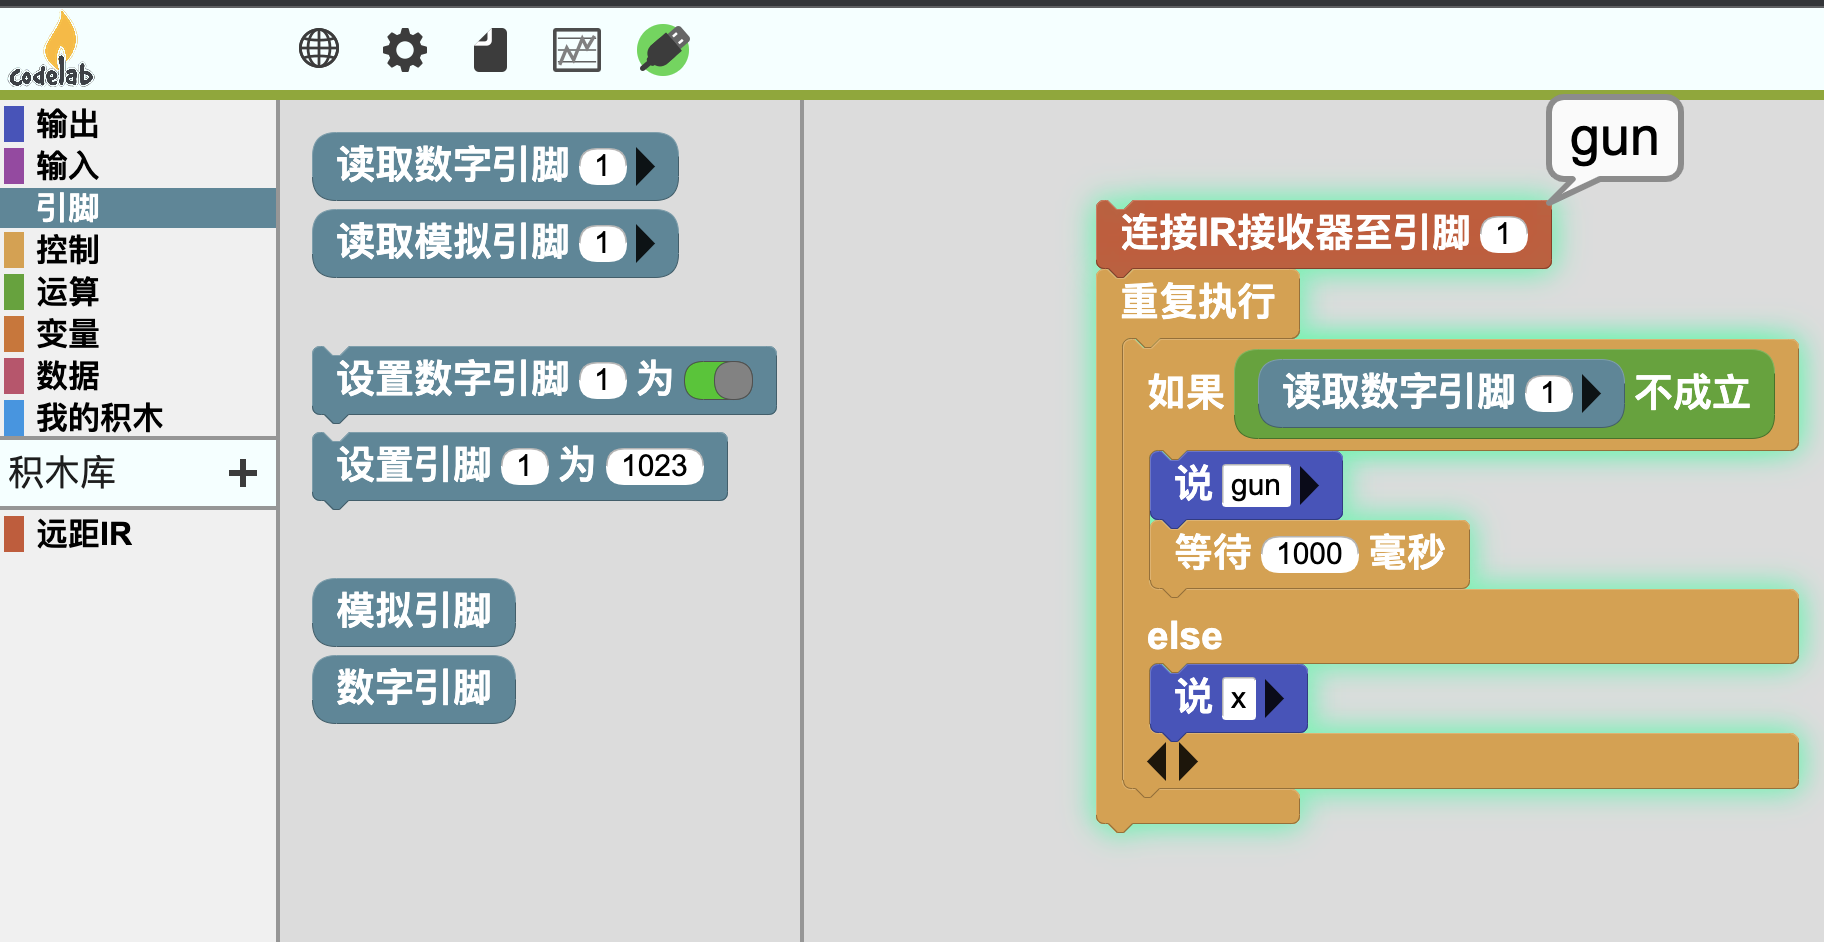 codelab
输出
输入
引脚
控制
运算
变量
数据
我的积木
积木库 +
远距IR
读取数字引脚 1
读取模拟引脚 1
设置数字引脚 1 为
设置引脚 1 为 1023
模拟引脚
数字引脚
gun
连接IR接收器至引脚 1
重复执行
如果 读取数字引脚 1 不成立
说 gun
等待 1000 毫秒
else
说 x